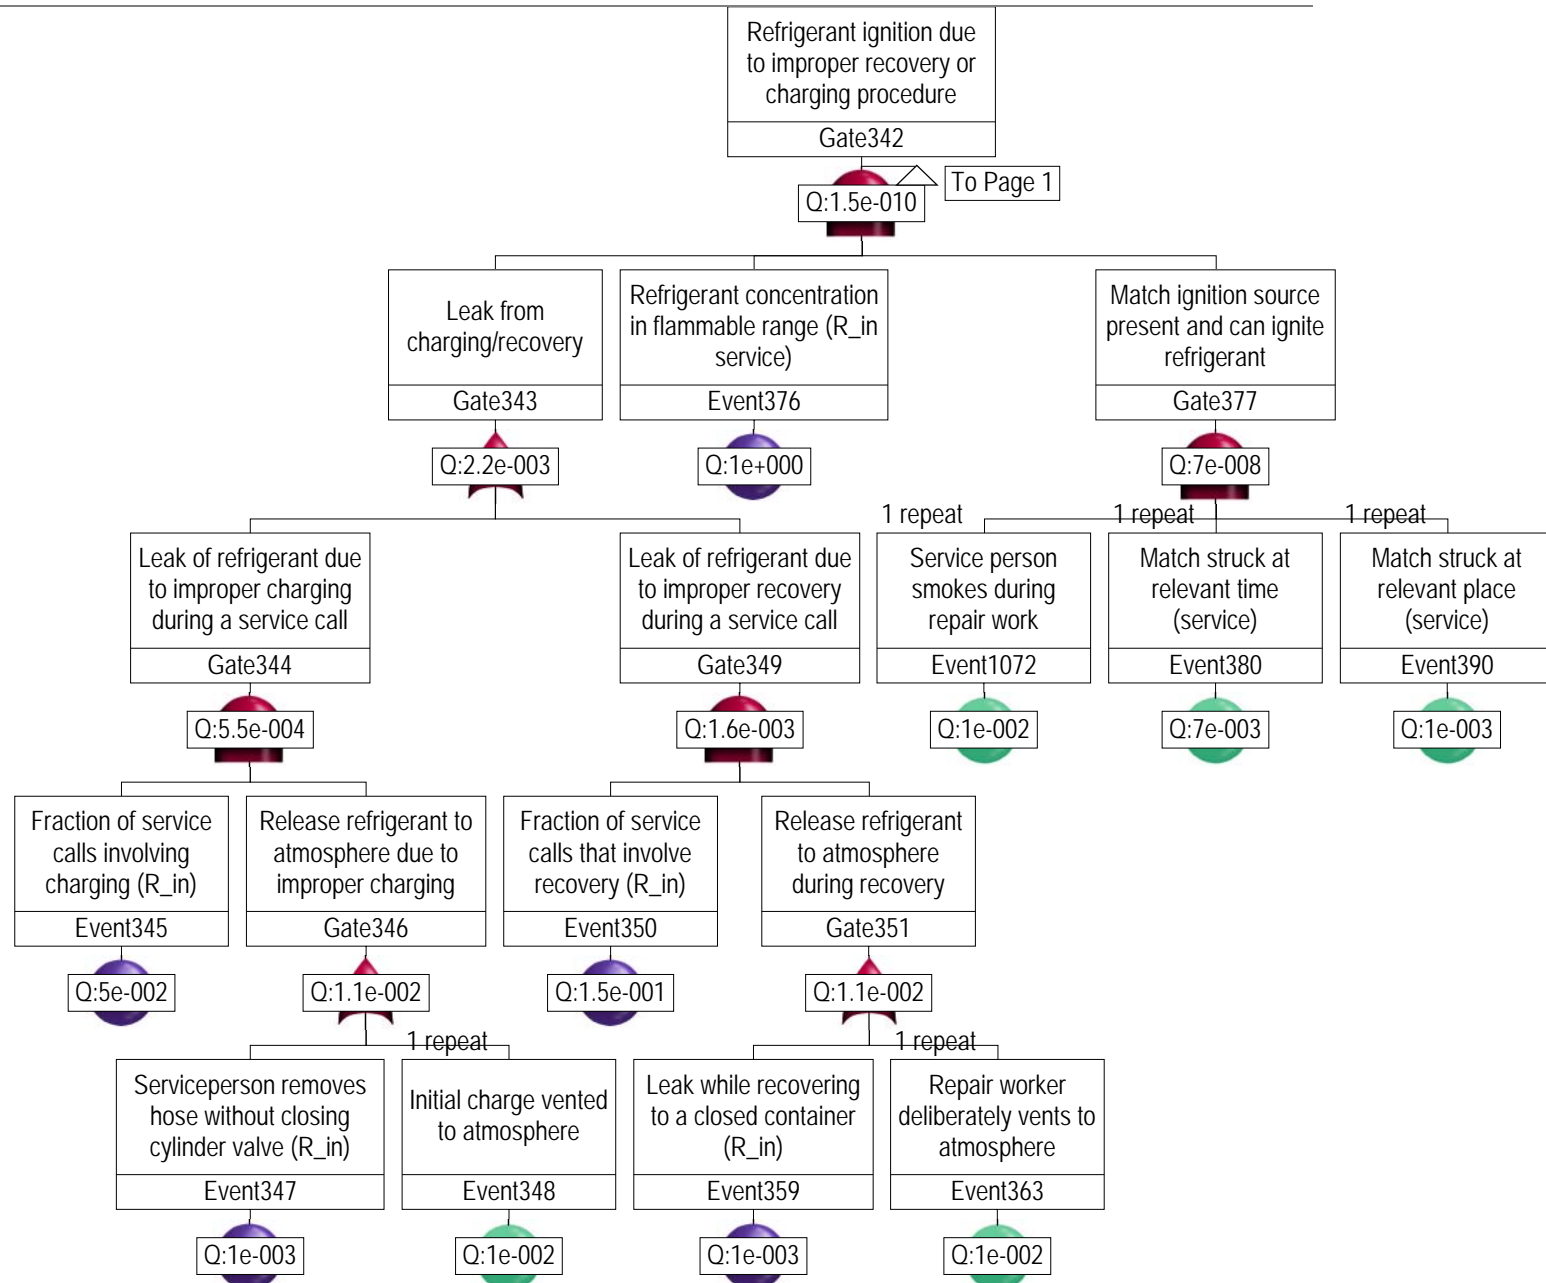 Refrigerant ignition due
to improper recovery or
charging procedure
Gate342
To Page 1
Q:1.5e-010
Leak from
charging/recovery
Gate343
Q:2.2e-003
Refrigerant concentration
in flammable range (R_in
service)
Event376
Q:1e+000
Match ignition source
present and can ignite
refrigerant
Gate377
Q:7e-008
Leak of refrigerant due
to improper charging
during a service call
Gate344
Q:5.5e-004
Leak of refrigerant due
to improper recovery
during a service call
Gate349
Q:1.6e-003
1 repeat
Service person
smokes during
repair work
Event1072
Q:1e-002
1 repeat
Match struck at
relevant time
(service)
Event380
Q:7e-003
1 repeat
Match struck at
relevant place
(service)
Event390
Q:1e-003
Fraction of service
calls involving
charging (R_in)
Event345
Q:5e-002
Release refrigerant to
atmosphere due to
improper charging
Gate346
Q:1.1e-002
Fraction of service
calls that involve
recovery (R_in)
Event350
Q:1.5e-001
Release refrigerant
to atmosphere
during recovery
Gate351
Q:1.1e-002
Serviceperson removes
hose without closing
cylinder valve (R_in)
Event347
Q:1e-003
1 repeat
Initial charge vented
to atmosphere
Event348
Q:1e-002
Leak while recovering
to a closed container
(R_in)
Event359
Q:1e-003
1 repeat
Repair worker
deliberately vents to
atmosphere
Event363
Q:1e-002